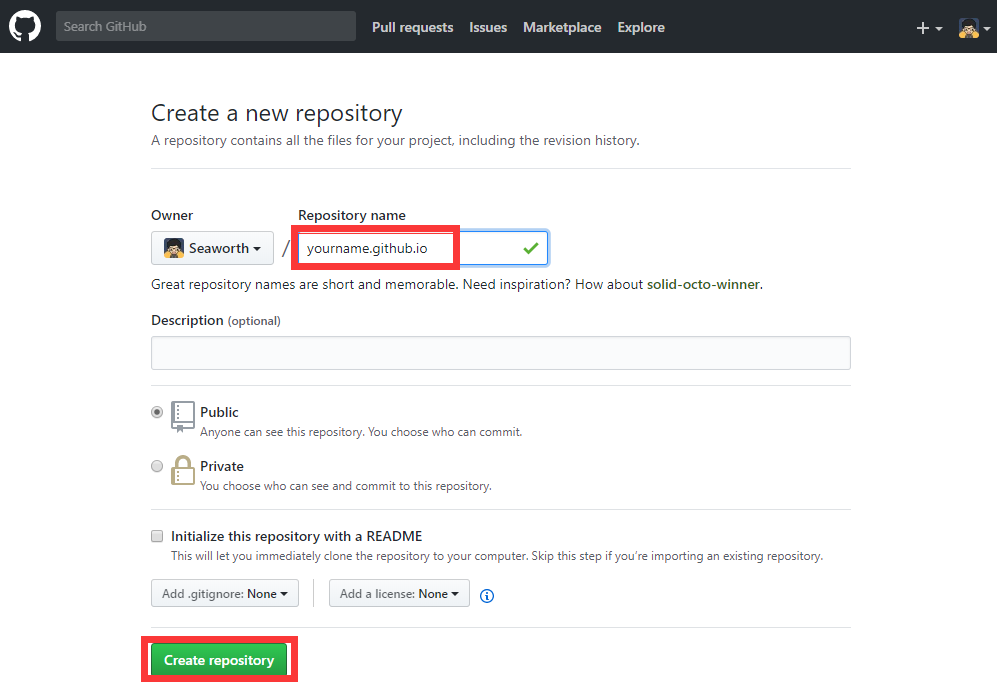 Search GitHub Pull requests Issues Marketplace Explore
Create a new repository
A repository contains all the files for your project, including the revision history.
Owner Repository name
Seaworth / yourname.github.io
Great repository names are short and memorable. Need inspiration? How about solid-octo-winner.
Description (optional)
Public
Anyone can see this repository. You choose who can commit.
Private
You choose who can see and commit to this repository.
Initialize this repository with a README
This will let you immediately clone the repository to your computer. Skip this step if you're importing an existing repository.
Add .gitignore: None Add a license: None
Create repository